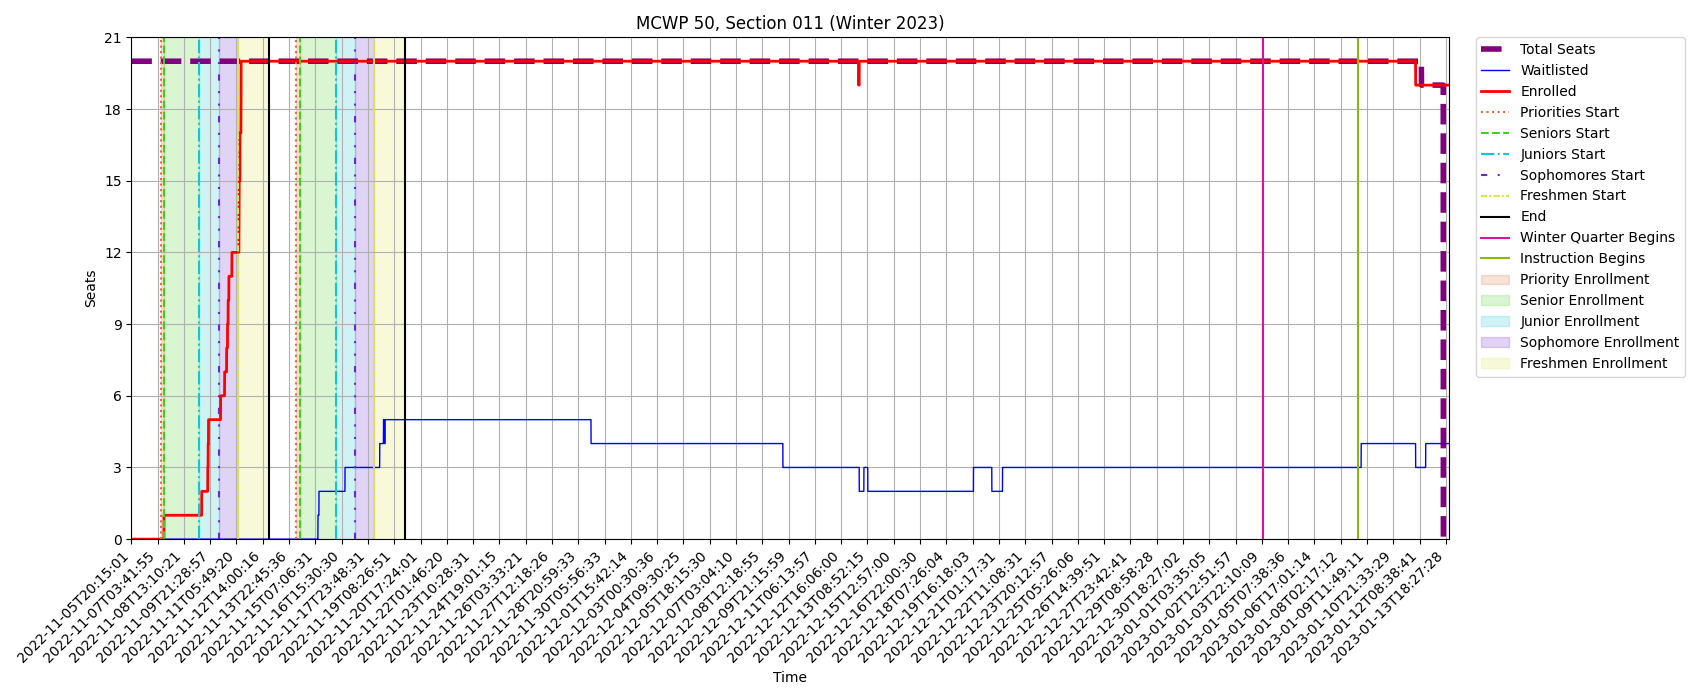 MCWP 50, Section 011 (Winter 2023)
21
18
15
12
9
6
3
0
Seats
2022-11-05T20:15:01
2022-11-07T03:41:55
2022-11-08T13:10:21
2022-11-09T21:28:57
2022-11-11T05:49:20
2022-11-12T14:00:16
2022-11-13T22:45:36
2022-11-15T07:06:31
2022-11-16T15:30:30
2022-11-17T23:48:31
2022-11-19T08:26:51
2022-11-20T17:24:01
2022-11-22T01:46:20
2022-11-23T10:28:31
2022-11-24T19:01:15
2022-11-26T03:33:21
2022-11-27T12:18:26
2022-11-28T20:59:33
2022-11-30T05:56:33
2022-12-01T15:42:14
2022-12-03T00:30:36
2022-12-04T09:30:25
2022-12-05T18:15:30
2022-12-07T03:04:10
2022-12-08T12:18:55
2022-12-09T21:15:59
2022-12-11T06:13:57
2022-12-12T16:06:00
2022-12-13T08:52:15
2022-12-15T12:57:00
2022-12-16T22:00:30
2022-12-18T07:26:04
2022-12-19T16:18:03
2022-12-21T01:17:31
2022-12-22T11:08:31
2022-12-23T20:12:57
2022-12-25T05:26:06
2022-12-26T14:39:51
2022-12-27T23:42:41
2022-12-29T08:58:28
2022-12-30T18:27:02
2023-01-01T03:35:05
2023-01-02T12:51:57
2023-01-03T22:10:09
2023-01-05T07:38:36
2023-01-06T17:01:14
2023-01-08T02:17:12
2023-01-09T11:49:11
2023-01-10T21:33:29
2023-01-12T08:38:41
2023-01-13T18:27:28
Time
Total Seats
Waitlisted
Enrolled
Priorities Start
Seniors Start
Juniors Start
Sophomores Start
Freshmen Start
End
Winter Quarter Begins
Instruction Begins
Priority Enrollment
Senior Enrollment
Junior Enrollment
Sophomore Enrollment
Freshmen Enrollment